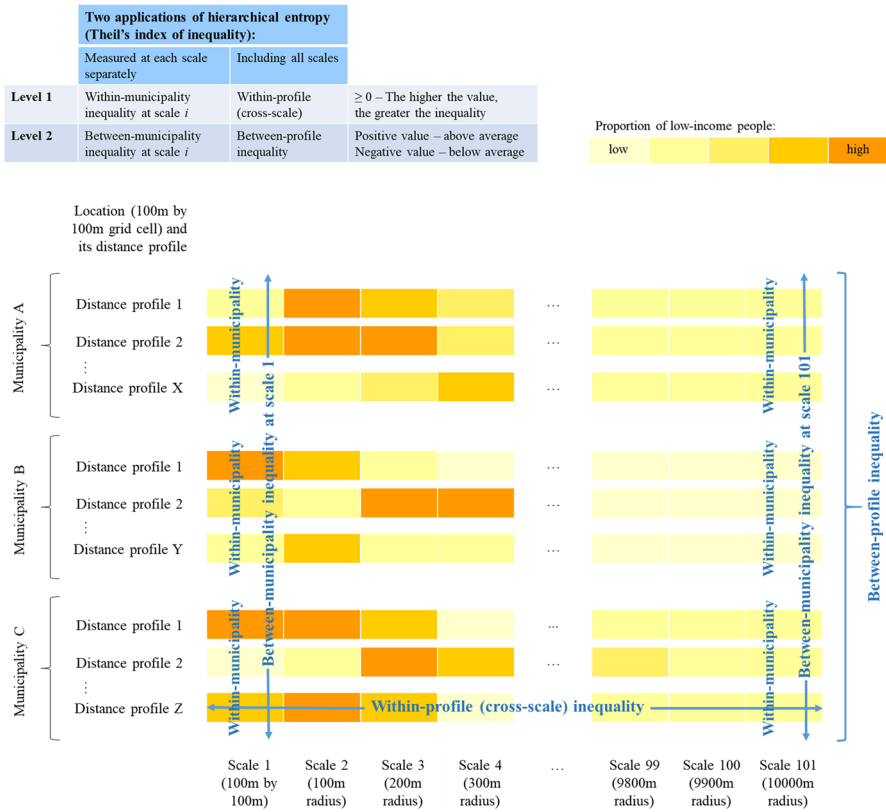 Two applications of hierarchical entropy
(Theil's index of inequality):
Measured at each scale
separately
Including all scales
Level 1
Within-municipality
inequality at scale i
Within-profile
(cross-scale)
≥ 0 – The higher the value,
the greater the inequality
Level 2
Between-municipality
inequality at scale i
Between-profile
inequality
Positive value – above average
Negative value – below average
Proportion of low-income people:
low
high
Location (100m by
100m grid cell) and
its distance profile
Municipality A
Distance profile 1
...
Distance profile 2
...
⋮
Distance profile X
...
Within-municipality
Within-municipality
Municipality B
Distance profile 1
...
Distance profile 2
...
⋮
Distance profile Y
...
Within-municipality
Within-municipality
Municipality C
Distance profile 1
...
Distance profile 2
...
⋮
Distance profile Z
Within-municipality
Within-municipality
Between-municipality inequality at scale 1
Between-municipality inequality at scale 101
Between-profile inequality
Within-profile (cross-scale) inequality
Scale 1
(100m by
100m)
Scale 2
(100m
radius)
Scale 3
(200m
radius)
Scale 4
(300m
radius)
...
Scale 99
(9800m
radius)
Scale 100
(9900m
radius)
Scale 101
(10000m
radius)